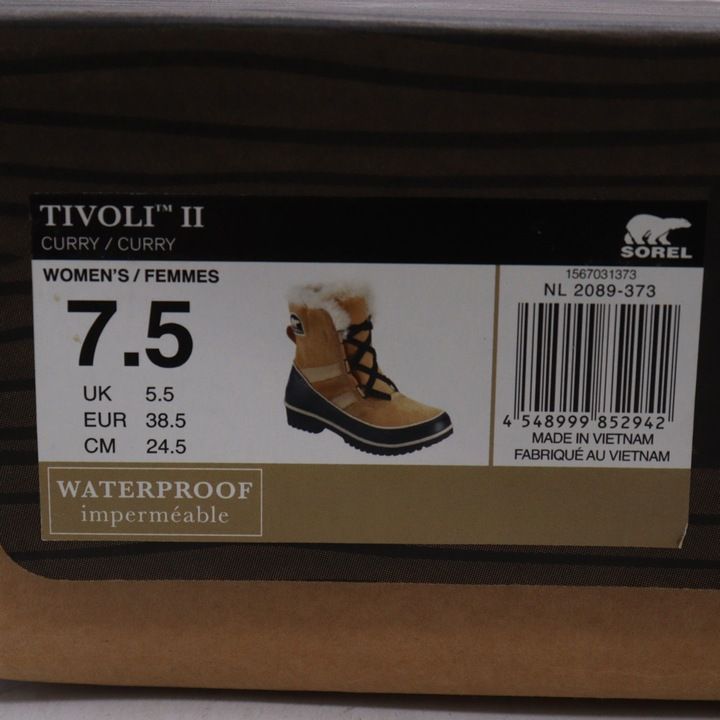 TIVOLI™ II
CURRY / CURRY
SOREL
WOMEN'S / FEMMES
7.5
UK 5.5
EUR 38.5
CM 24.5
1567031373
NL 2089-373
4 548999 852942
MADE IN VIETNAM
FABRIQUÉ AU VIETNAM
WATERPROOF
imperméable